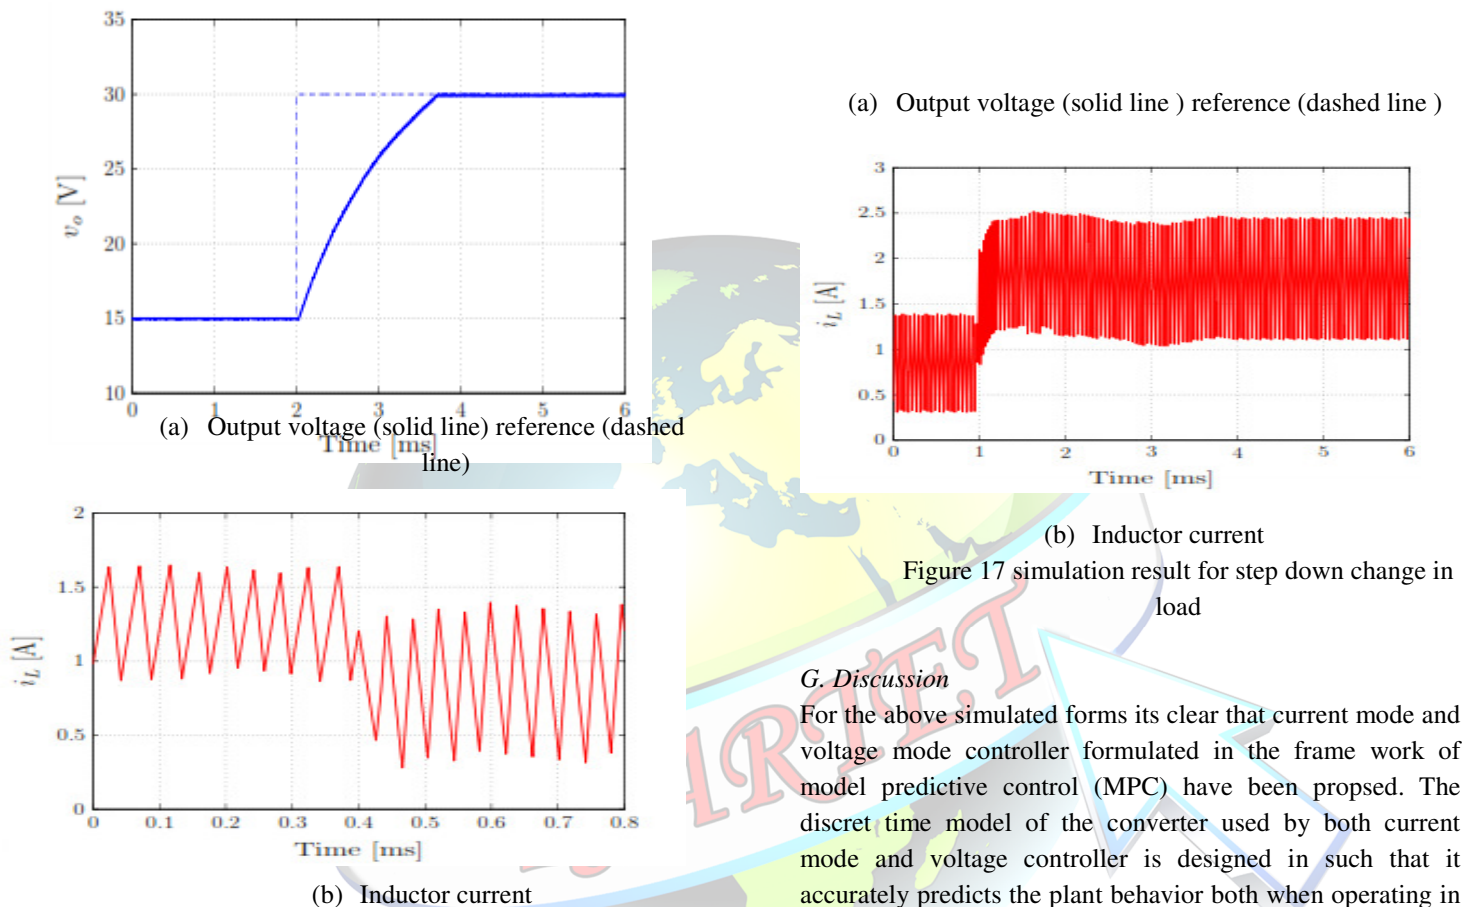 35
30
25
20
15
10
v_o [V]
0 1 2 3 4 5 6
Time [ms]
(a) Output voltage (solid line) reference (dashed
line)
2
1.5
1
0.5
0
i_L [A]
0 0.1 0.2 0.3 0.4 0.5 0.6 0.7 0.8
Time [ms]
(b) Inductor current
(a) Output voltage (solid line ) reference (dashed line )
3
2.5
2
1.5
1
0.5
0
i_L [A]
0 1 2 3 4 5 6
Time [ms]
(b) Inductor current
Figure 17 simulation result for step down change in
load
G. Discussion
For the above simulated forms its clear that current mode and
voltage mode controller formulated in the frame work of
model predictive control (MPC) have been propsed. The
discret time model of the converter used by both current
mode and voltage controller is designed in such that it
accurately predicts the plant behavior both when operating in
ARTET